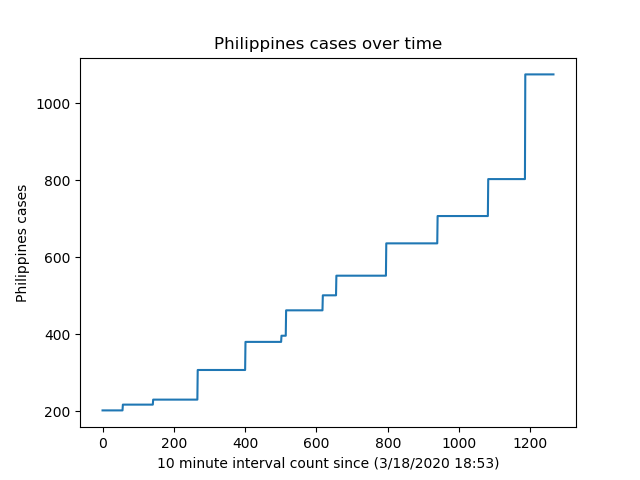 Philippines cases over time
1000
800
600
400
200
Philippines cases
0 200 400 600 800 1000 1200
10 minute interval count since (3/18/2020 18:53)